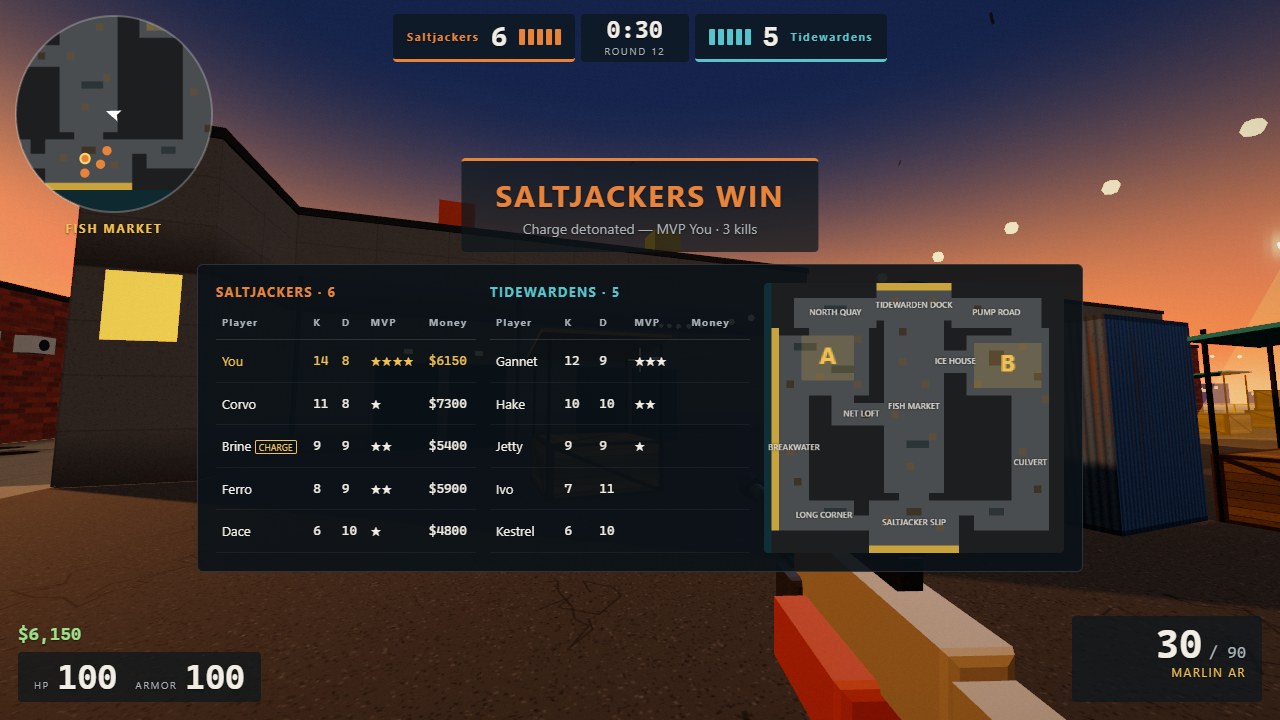 Saltjackers 6
0:30
ROUND 12
5 Tidewardens
FISH MARKET
SALTJACKERS WIN
Charge detonated — MVP You · 3 kills
SALTJACKERS · 6
Player K D MVP Money
You 14 8 ★★★★ $6150
Corvo 11 8 ★ $7300
Brine CHARGE 9 9 ★★ $5400
Ferro 8 9 ★★ $5900
Dace 6 10 ★ $4800
TIDEWARDENS · 5
Player K D MVP Money
Gannet 12 9 ★★★
Hake 10 10 ★★
Jetty 9 9 ★
Ivo 7 11
Kestrel 6 10
TIDEWARDEN DOCK
NORTH QUAY
PUMP ROAD
A
ICE HOUSE
B
FISH MARKET
NET LOFT
BREAKWATER
CULVERT
LONG CORNER
SALTJACKER SLIP
$6,150
HP 100 ARMOR 100
30 / 90
MARLIN AR